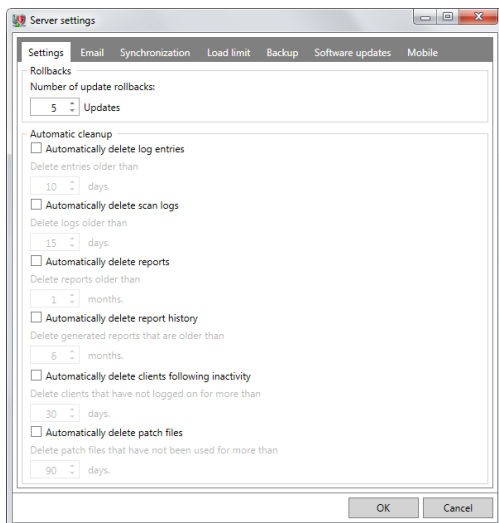 Server settings
Settings Email Synchronization Load limit Backup Software updates Mobile
Rollbacks
Number of update rollbacks:
5 Updates
Automatic cleanup
Automatically delete log entries
Delete entries older than
10 days.
Automatically delete scan logs
Delete logs older than
15 days.
Automatically delete reports
Delete reports older than
1 months.
Automatically delete report history
Delete generated reports that are older than
6 months.
Automatically delete clients following inactivity
Delete clients that have not logged on for more than
30 days.
Automatically delete patch files
Delete patch files that have not been used for more than
90 days.
OK Cancel